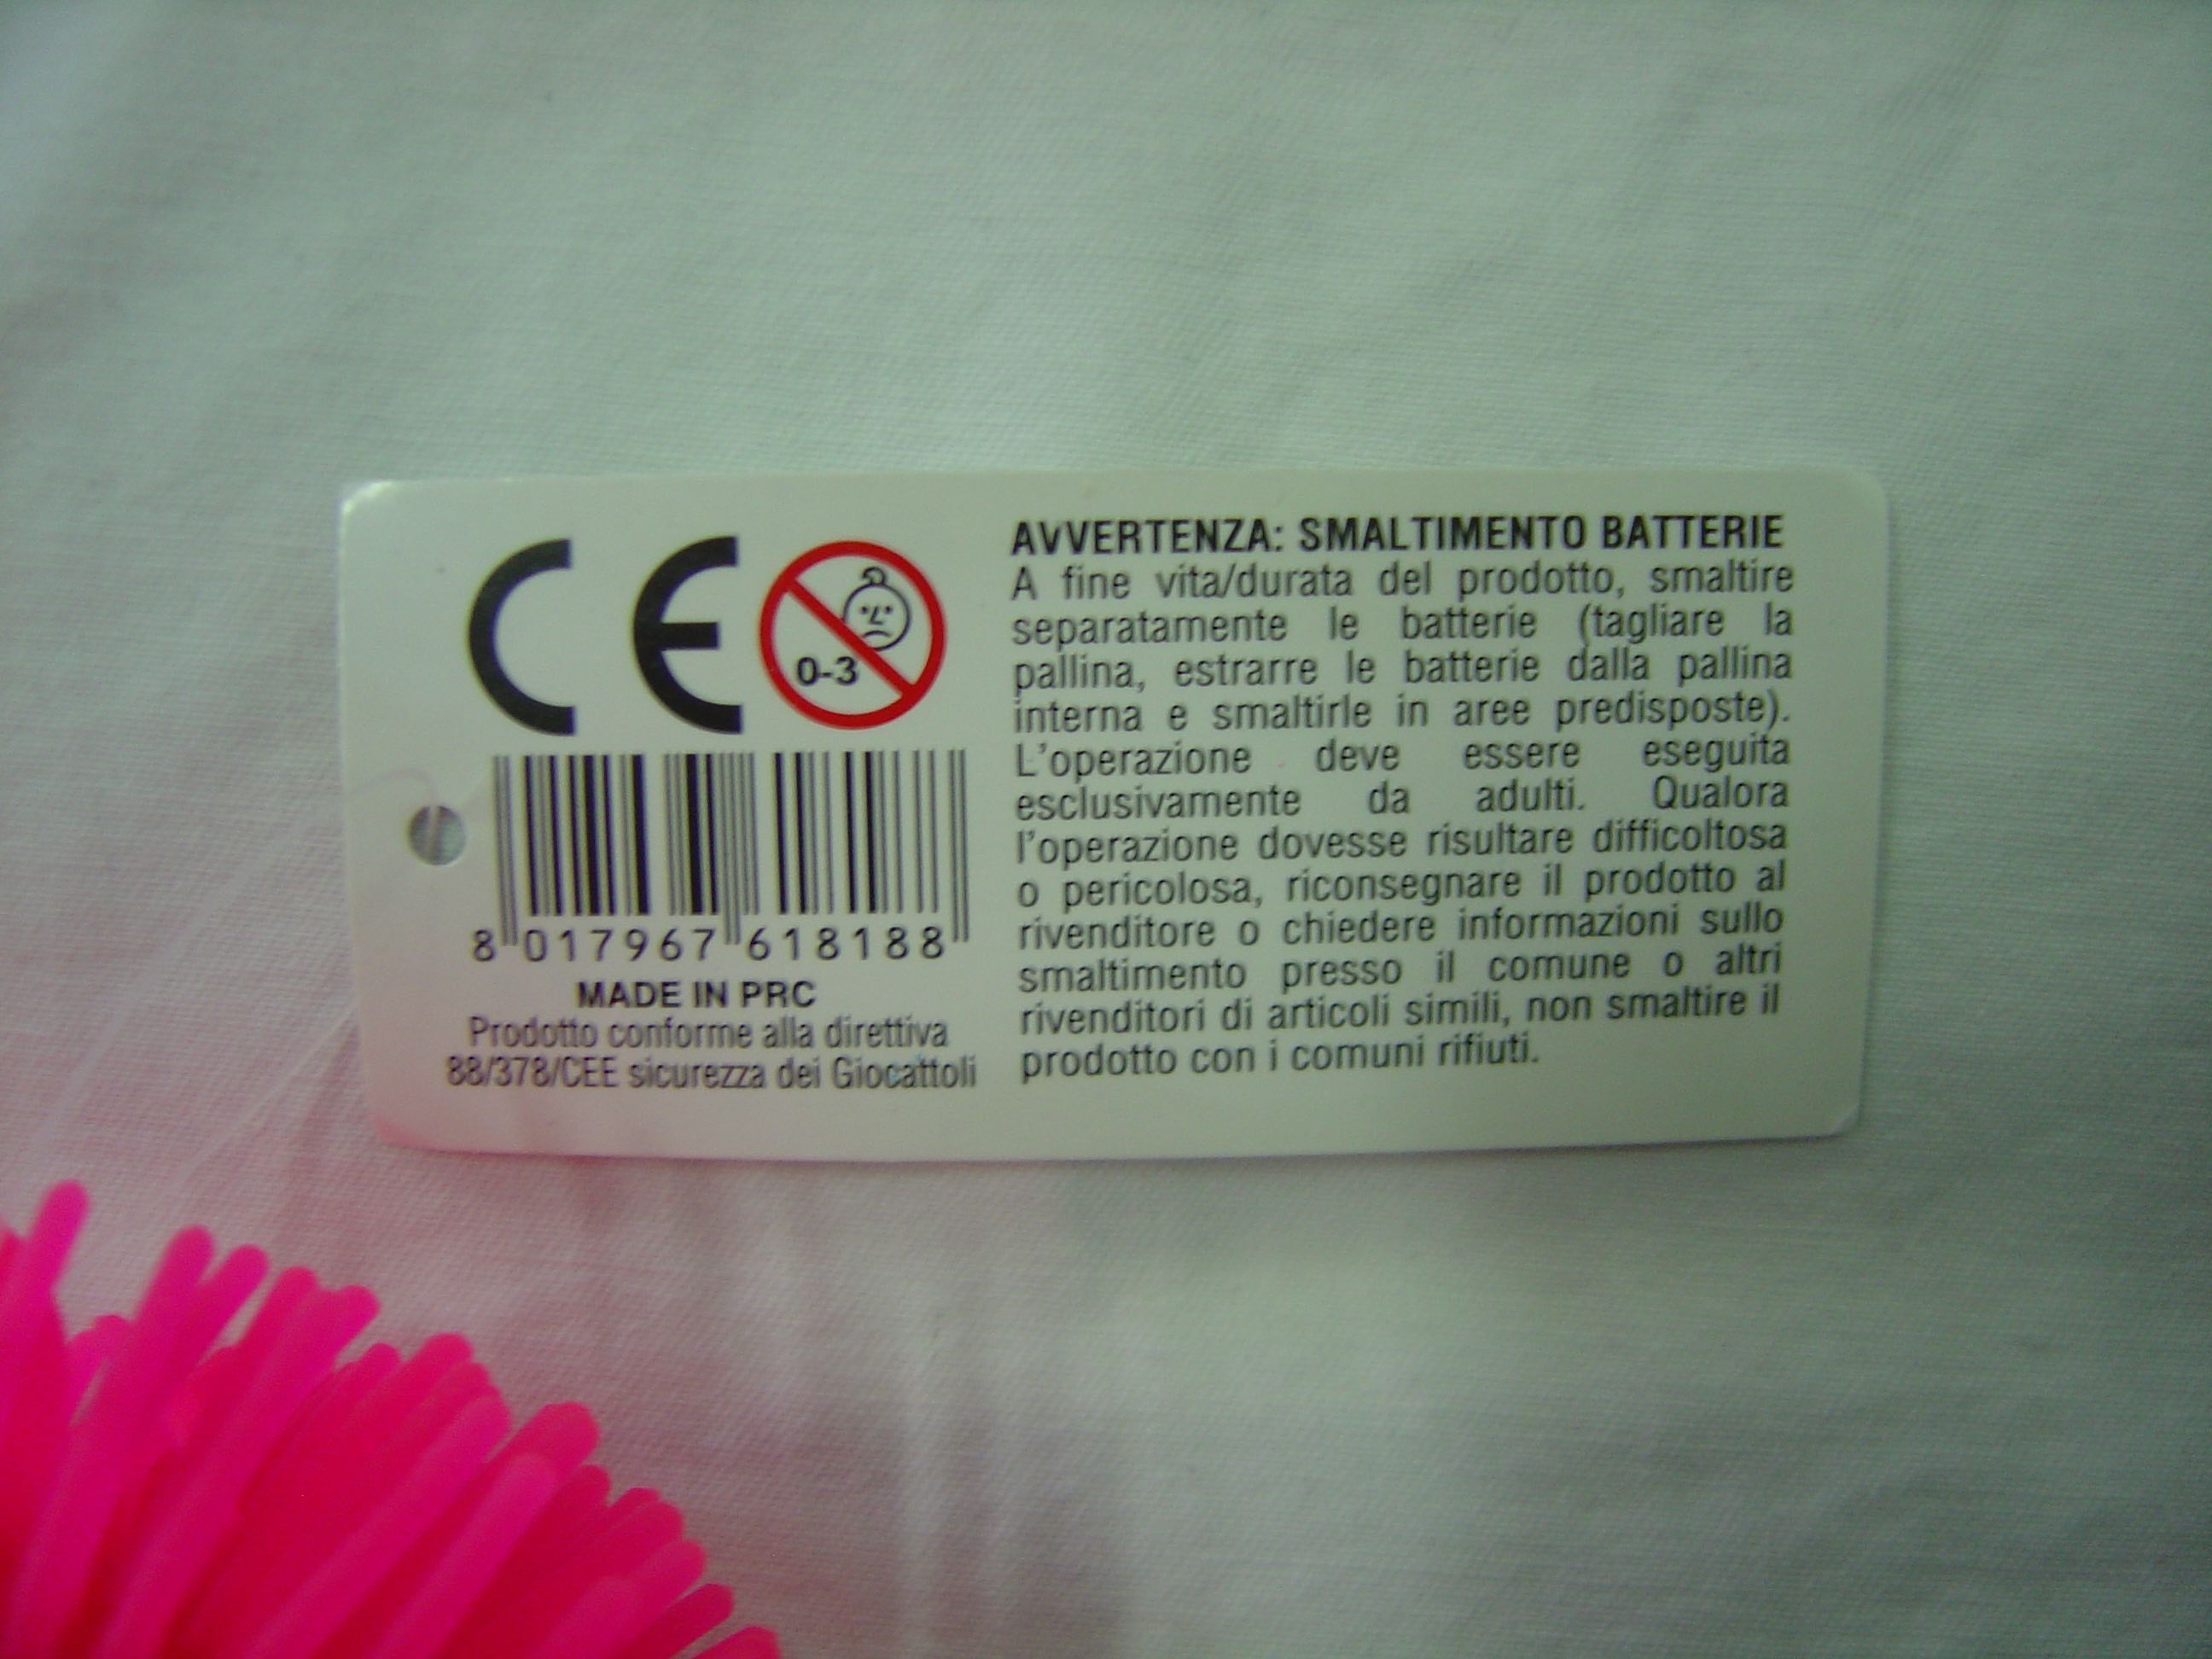 CE
0-3
8 017967 618188
MADE IN PRC
Prodotto conforme alla direttiva
88/378/CEE sicurezza dei Giocattoli
AVVERTENZA: SMALTIMENTO BATTERIE
A fine vita/durata del prodotto, smaltire
separatamente le batterie (tagliare la
pallina, estrarre le batterie dalla pallina
interna e smaltirle in aree predisposte).
L'operazione deve essere eseguita
esclusivamente da adulti. Qualora
l'operazione dovesse risultare difficoltosa
o pericolosa, riconsegnare il prodotto al
rivenditore o chiedere informazioni sullo
smaltimento presso il comune o altri
rivenditori di articoli simili, non smaltire il
prodotto con i comuni rifiuti.